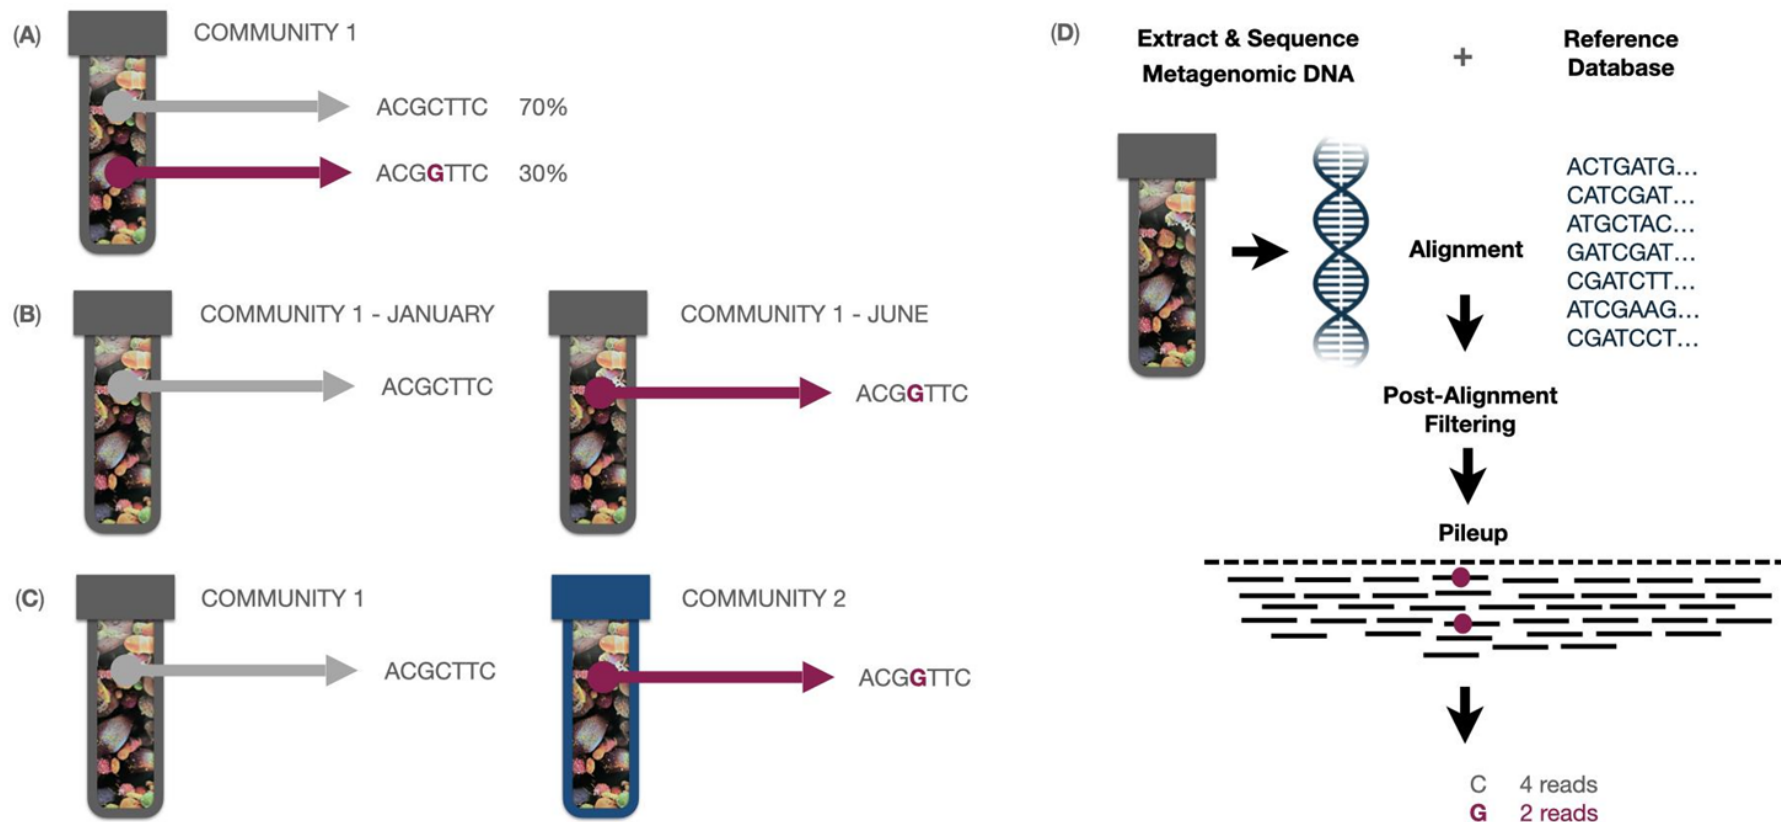 (A)
COMMUNITY 1
ACGCTTC 70%
ACGGTTC 30%
(B)
COMMUNITY 1 - JANUARY
ACGCTTC
COMMUNITY 1 - JUNE
ACGGTTC
(C)
COMMUNITY 1
ACGCTTC
COMMUNITY 2
ACGGTTC
(D)
Extract & Sequence
Metagenomic DNA
+
Reference
Database
ACTGATG...
CATCGAT...
ATGCTAC...
GATCGAT...
CGATCTT...
ATCGAAG...
CGATCCT...
Alignment
Post-Alignment
Filtering
Pileup
C 4 reads
G 2 reads